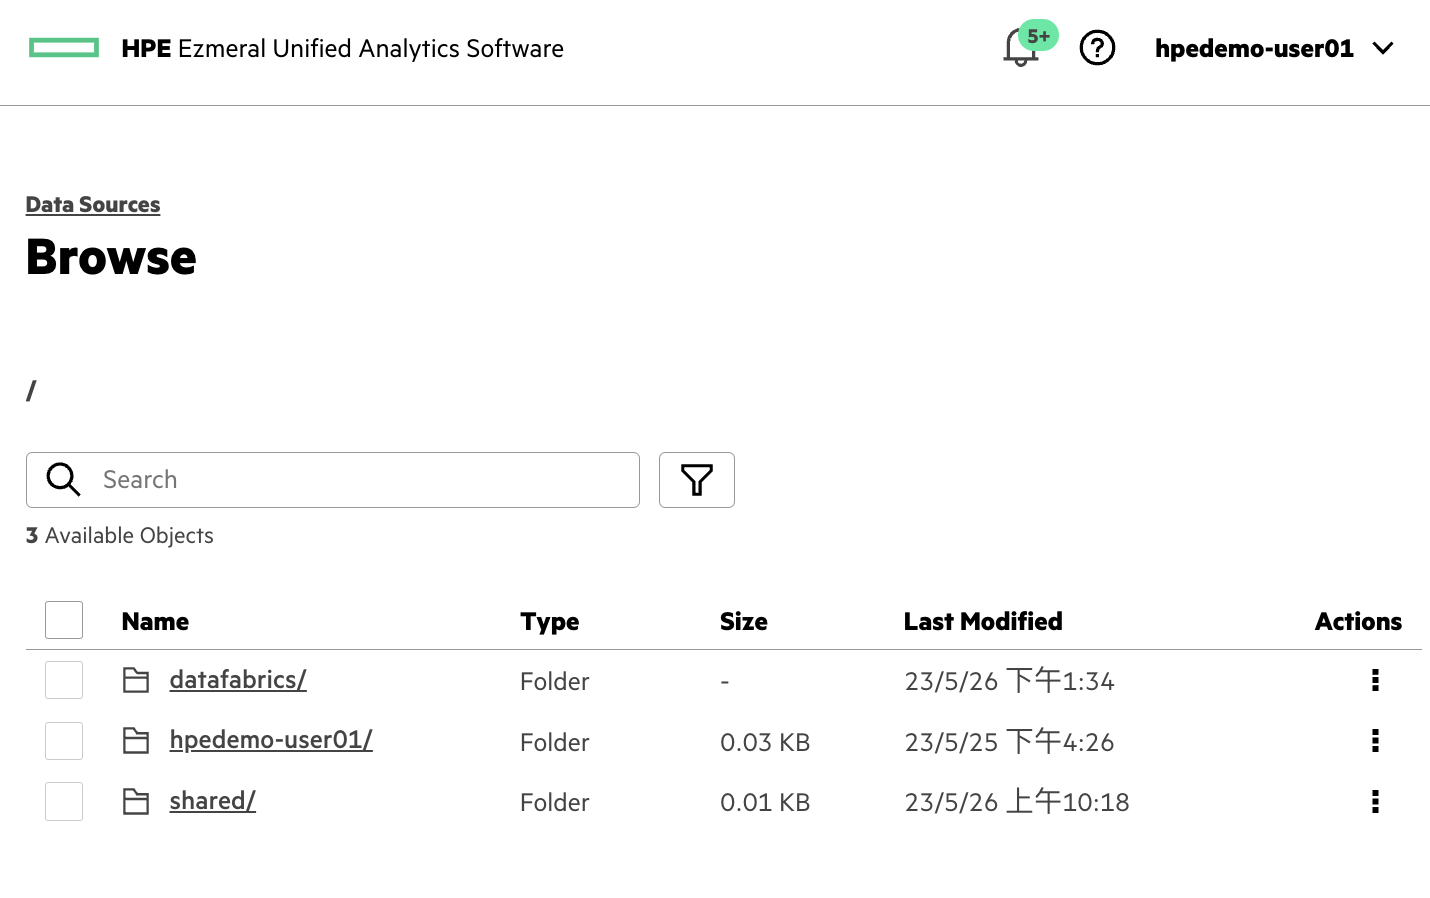 HPE Ezmeral Unified Analytics Software 5+ hpedemo-user01
Data Sources
Browse
/
Search
3 Available Objects
Name Type Size Last Modified Actions
datafabrics/ Folder - 23/5/26 下午1:34
hpedemo-user01/ Folder 0.03 KB 23/5/25 下午4:26
shared/ Folder 0.01 KB 23/5/26 上午10:18